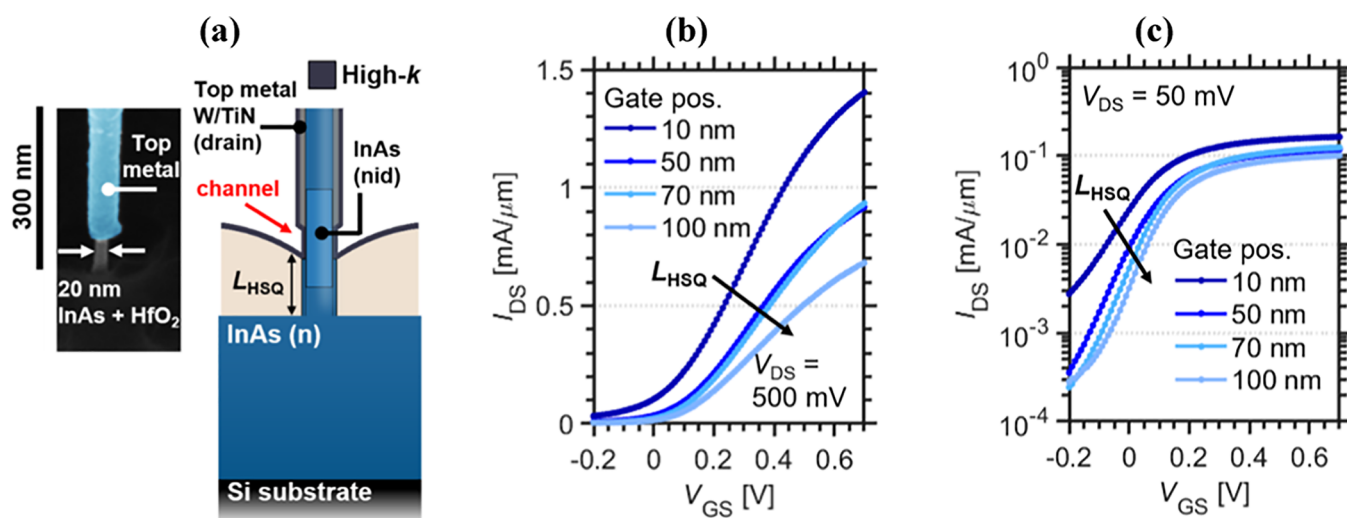 (a)
300 nm
Top
metal
20 nm
InAs + HfO2
High-k
Top metal
W/TiN
(drain)
InAs
(nid)
channel
LHSQ
InAs (n)
Si substrate
(b)
1.5
1
0.5
0
IDS [mA/μm]
Gate pos.
10 nm
50 nm
70 nm
100 nm
LHSQ
VDS =
500 mV
-0.2 0 0.2 0.4 0.6
VGS [V]
(c)
10^0
10^-1
10^-2
10^-3
10^-4
IDS [mA/μm]
VDS = 50 mV
LHSQ
Gate pos.
10 nm
50 nm
70 nm
100 nm
-0.2 0 0.2 0.4 0.6
VGS [V]